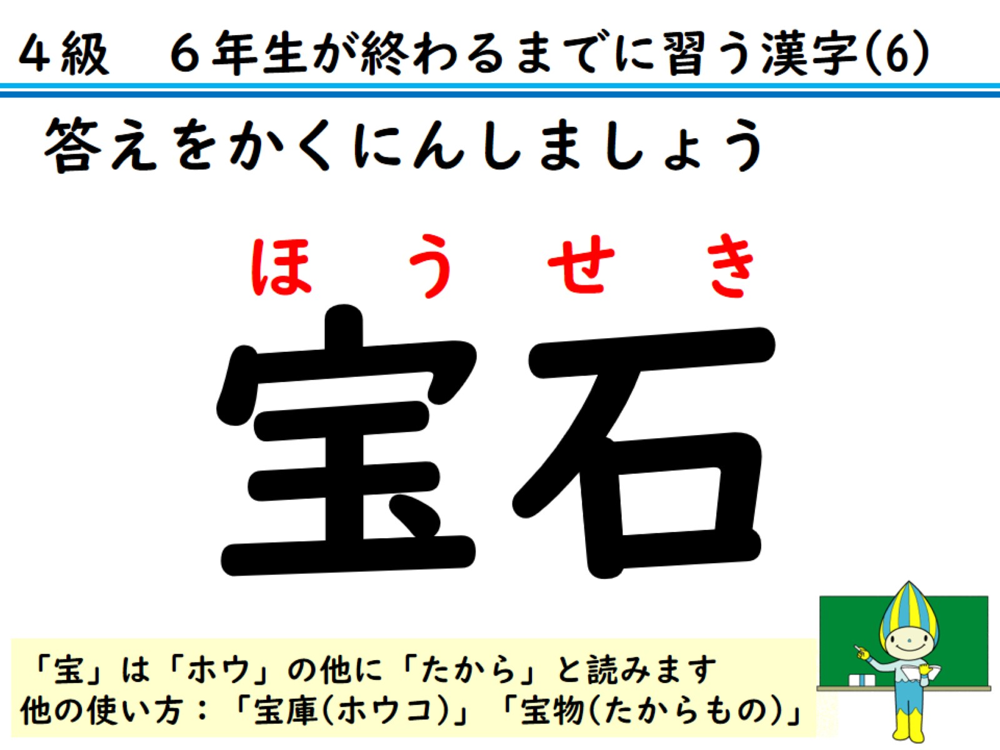 ４級　６年生が終わるまでに習う漢字(6)
答えをかくにんしましょう
ほうせき
宝石
「宝」は「ホウ」の他に「たから」と読みます
他の使い方：「宝庫(ホウコ)」「宝物(たからもの)」